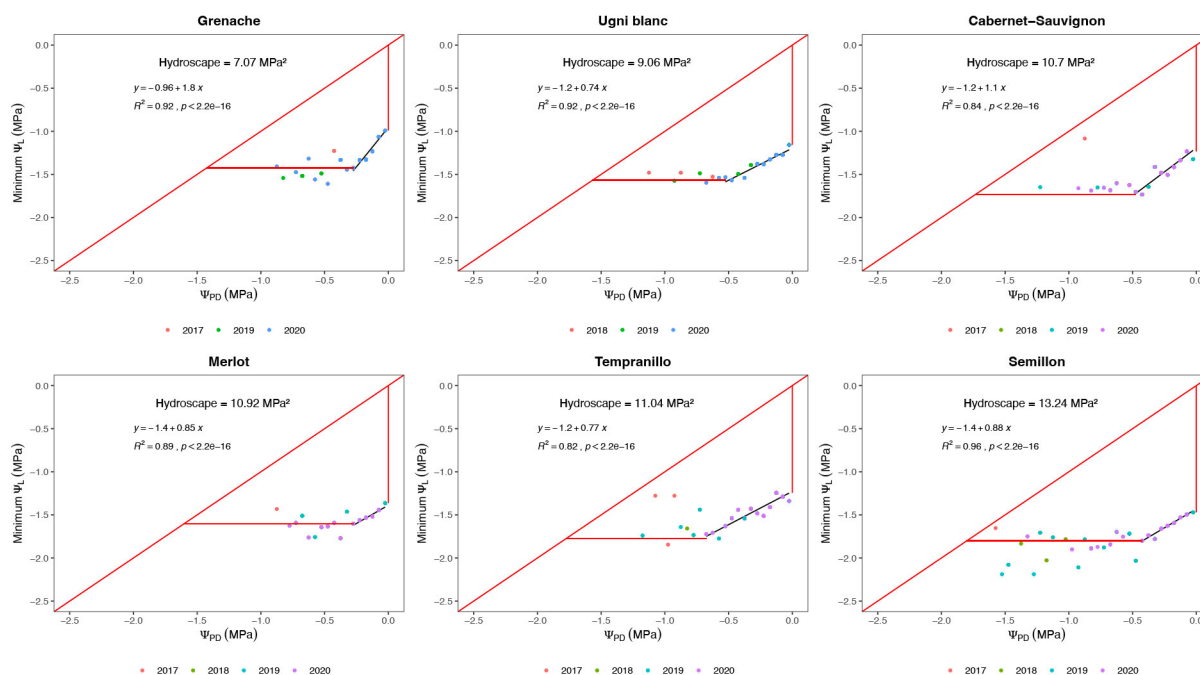 Grenache
Hydroscape = 7.07 MPa²
y = −0.96 + 1.8 x
R² = 0.92 , p < 2.2e−16
0.0
−0.5
−1.0
−1.5
−2.0
−2.5
Minimum Ψ_L (MPa)
−2.5 −2.0 −1.5 −1.0 −0.5 0.0
Ψ_PD (MPa)
2017 2019 2020
Ugni blanc
Hydroscape = 9.06 MPa²
y = −1.2 + 0.74 x
R² = 0.92 , p < 2.2e−16
0.0
−0.5
−1.0
−1.5
−2.0
−2.5
Minimum Ψ_L (MPa)
−2.5 −2.0 −1.5 −1.0 −0.5 0.0
Ψ_PD (MPa)
2018 2019 2020
Cabernet−Sauvignon
Hydroscape = 10.7 MPa²
y = −1.2 + 1.1 x
R² = 0.84 , p < 2.2e−16
0.0
−0.5
−1.0
−1.5
−2.0
−2.5
Minimum Ψ_L (MPa)
−2.5 −2.0 −1.5 −1.0 −0.5 0.0
Ψ_PD (MPa)
2017 2018 2019 2020
Merlot
Hydroscape = 10.92 MPa²
y = −1.4 + 0.85 x
R² = 0.89 , p < 2.2e−16
0.0
−0.5
−1.0
−1.5
−2.0
−2.5
Minimum Ψ_L (MPa)
−2.5 −2.0 −1.5 −1.0 −0.5 0.0
Ψ_PD (MPa)
2017 2018 2019 2020
Tempranillo
Hydroscape = 11.04 MPa²
y = −1.2 + 0.77 x
R² = 0.82 , p < 2.2e−16
0.0
−0.5
−1.0
−1.5
−2.0
−2.5
Minimum Ψ_L (MPa)
−2.5 −2.0 −1.5 −1.0 −0.5 0.0
Ψ_PD (MPa)
2017 2018 2019 2020
Semillon
Hydroscape = 13.24 MPa²
y = −1.4 + 0.88 x
R² = 0.96 , p < 2.2e−16
0.0
−0.5
−1.0
−1.5
−2.0
−2.5
Minimum Ψ_L (MPa)
−2.5 −2.0 −1.5 −1.0 −0.5 0.0
Ψ_PD (MPa)
2017 2018 2019 2020